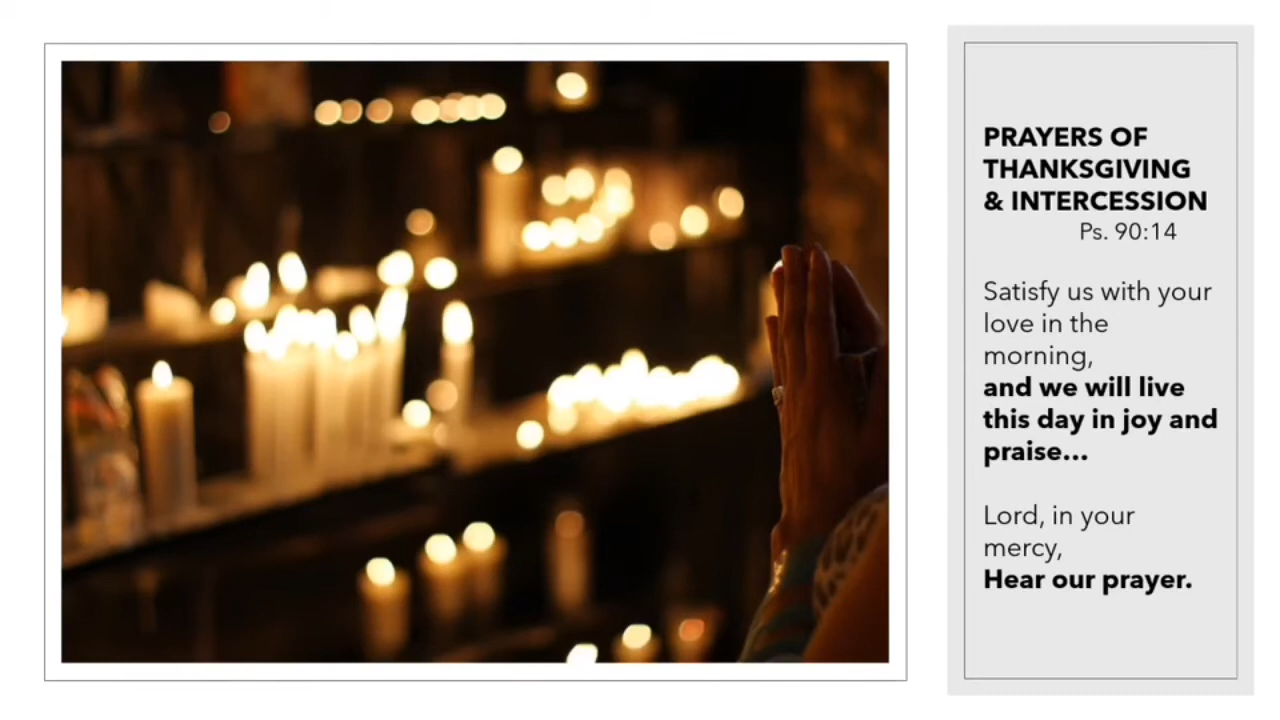 PRAYERS OF
THANKSGIVING
& INTERCESSION
Ps. 90:14
Satisfy us with your
love in the
morning,
and we will live
this day in joy and
praise...
Lord, in your
mercy,
Hear our prayer.